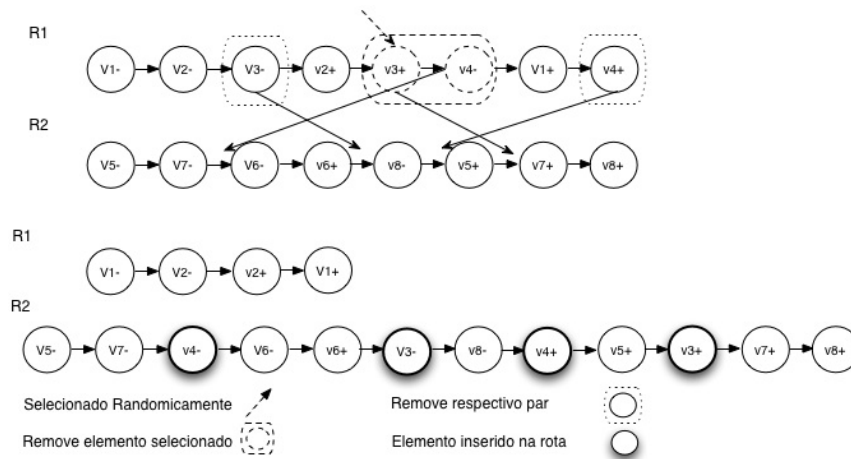 R1
V1- V2- V3- v2+ v3+ v4- V1+ v4+
R2
V5- V7- V6- v6+ v8- v5+ v7+ v8+
R1
V1- V2- v2+ V1+
R2
V5- V7- v4- V6- v6+ V3- v8- v4+ v5+ v3+ v7+ v8+
Selecionado Randomicamente Remove respectivo par
Remove elemento selecionado Elemento inserido na rota